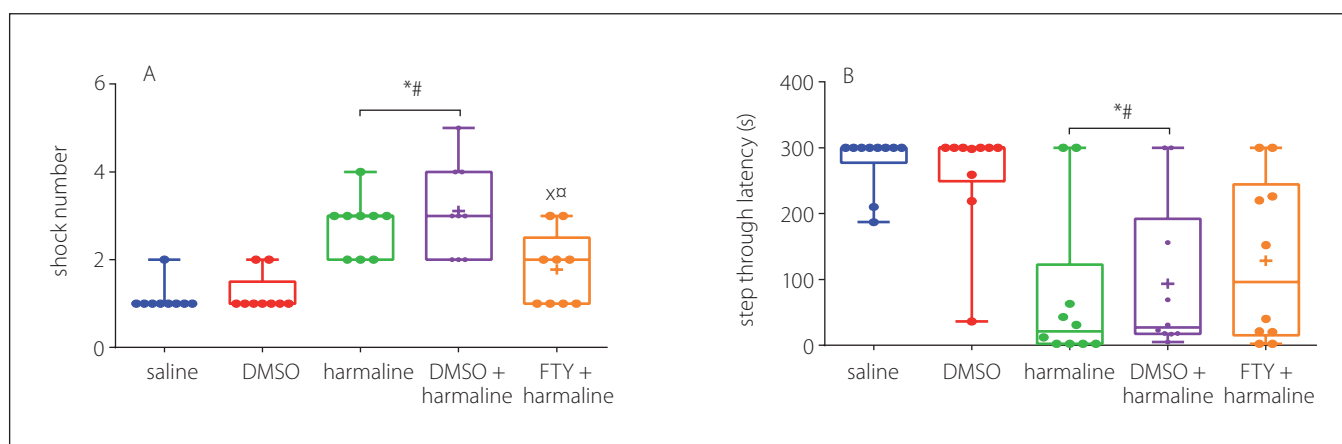 A
shock number
6
4
2
0
*#
x¤
saline
DMSO
harmaline
DMSO +
harmaline
FTY +
harmaline
B
step through latency (s)
400
300
200
100
0
*#
saline
DMSO
harmaline
DMSO +
harmaline
FTY +
harmaline